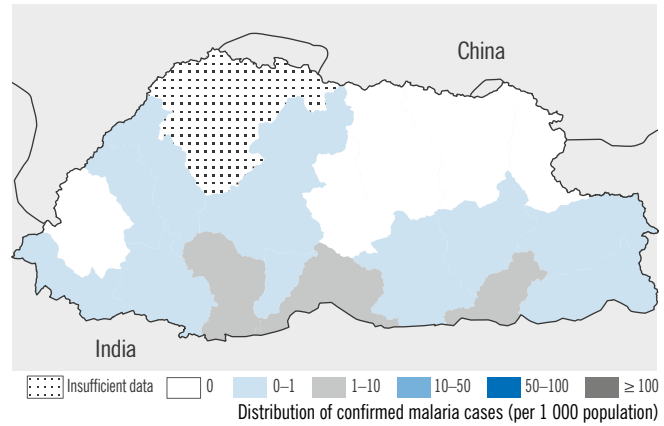 China
India
Insufficient data 0 0–1 1–10 10–50 50–100 ≥ 100
Distribution of confirmed malaria cases (per 1 000 population)